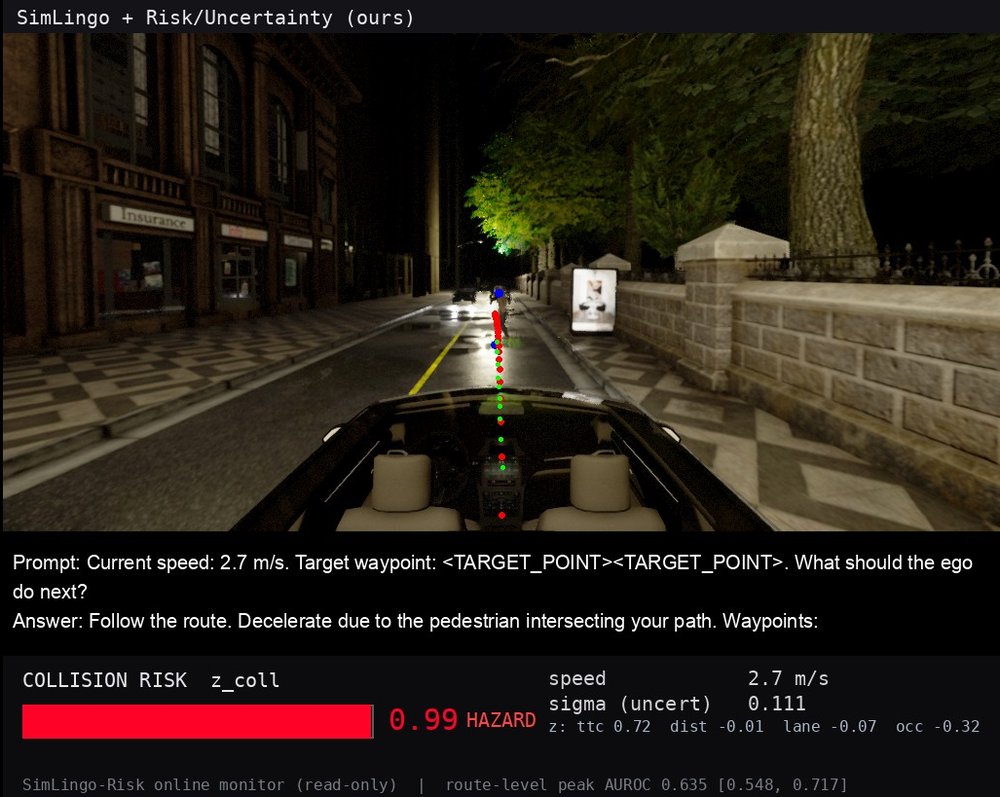 SimLingo + Risk/Uncertainty (ours)
Insurance
Prompt: Current speed: 2.7 m/s. Target waypoint: <TARGET_POINT><TARGET_POINT>. What should the ego
do next?
Answer: Follow the route. Decelerate due to the pedestrian intersecting your path. Waypoints:
COLLISION RISK z_coll
0.99 HAZARD
speed 2.7 m/s
sigma (uncert) 0.111
z: ttc 0.72 dist -0.01 lane -0.07 occ -0.32
SimLingo-Risk online monitor (read-only) | route-level peak AUROC 0.635 [0.548, 0.717]